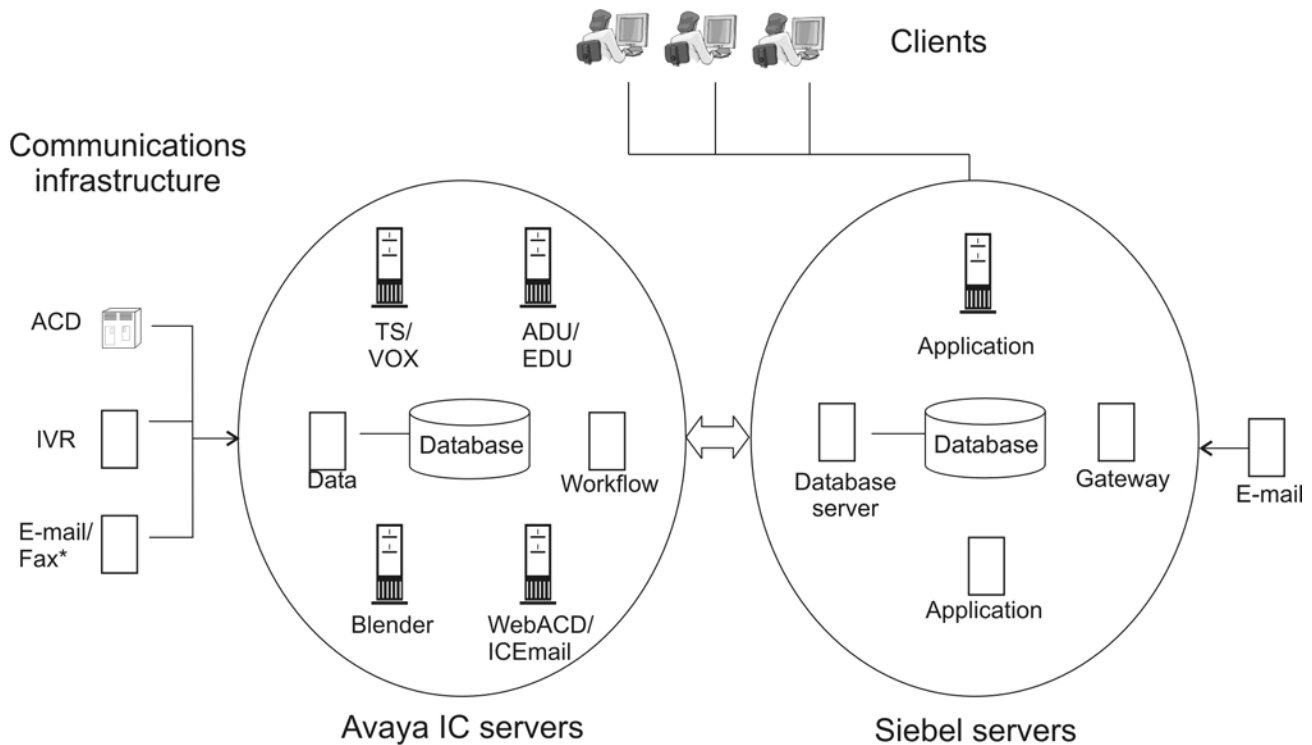 Clients
Communications
infrastructure
ACD
IVR
E-mail/
Fax*
TS/
VOX
ADU/
EDU
Data
Database
Workflow
Blender
WebACD/
ICEmail
Avaya IC servers
Application
Database
server
Database
Gateway
Application
Siebel servers
E-mail